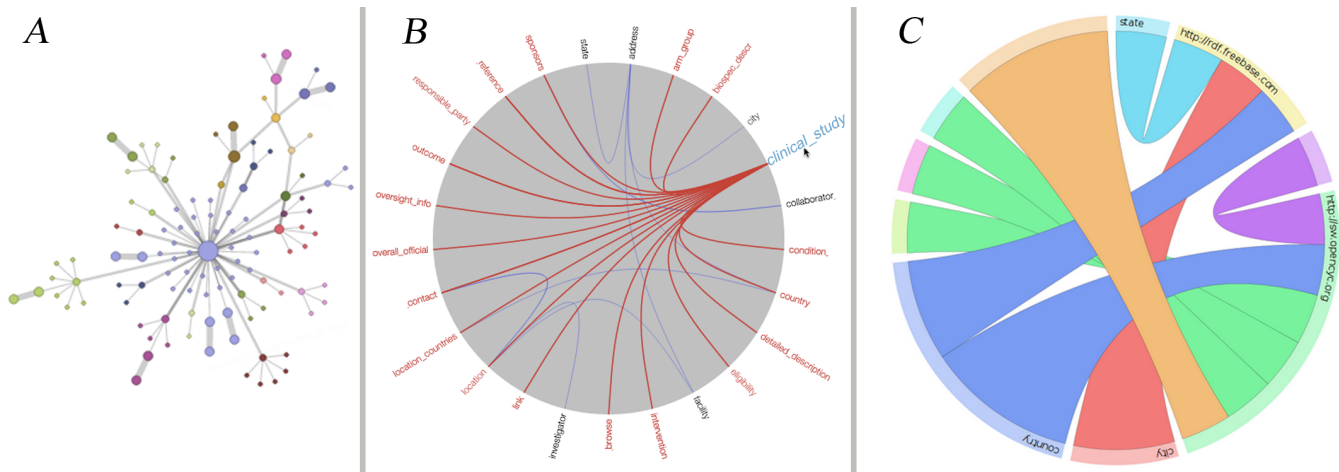 A
B
C
sponsors
state
address
arm_group
biospec_descr
city
clinical_study
collaborator_
condition_
country
detailed_description
eligibility
facility
intervention
_browse
investigator
link
location
location_countries
_contact
overall_official
oversight_info
outcome
responsible_party
_reference
state
http://rdf.freebase.com
http://sw.opencyc.org
city
country